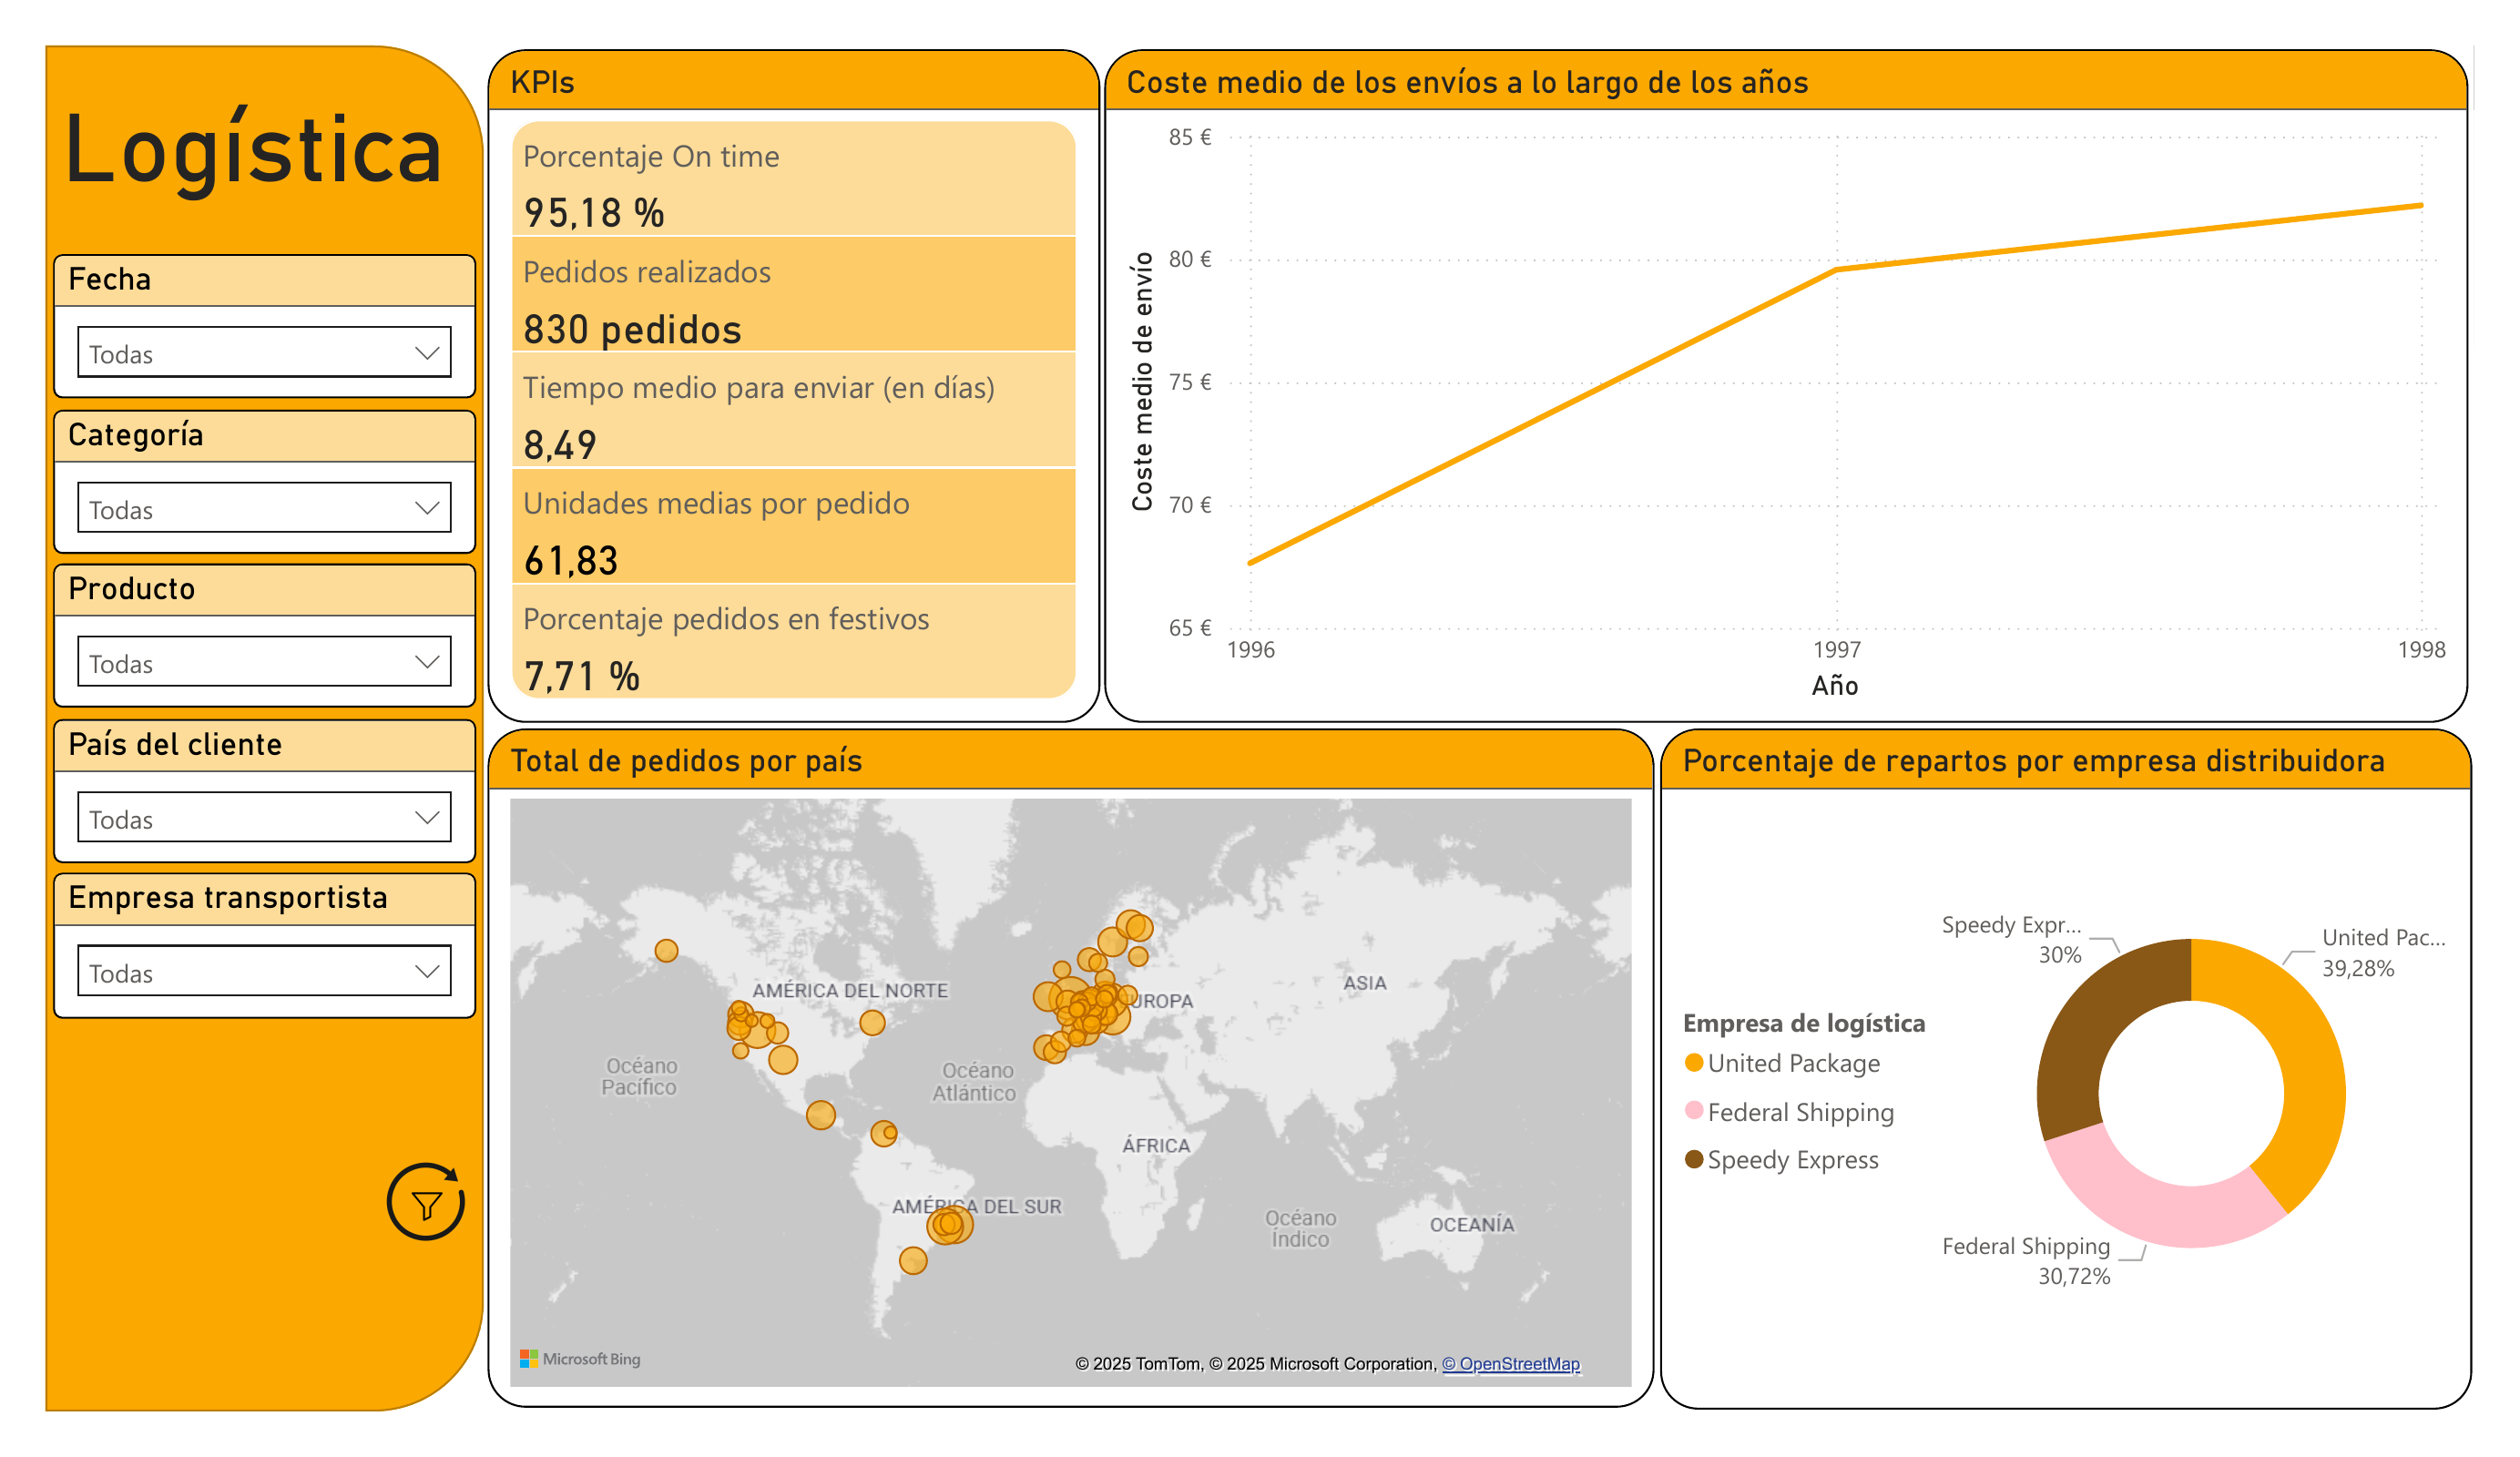 Logística
Fecha
Todas
Categoría
Todas
Producto
Todas
País del cliente
Todas
Empresa transportista
Todas
KPIs
Porcentaje On time
95,18 %
Pedidos realizados
830 pedidos
Tiempo medio para enviar (en días)
8,49
Unidades medias por pedido
61,83
Porcentaje pedidos en festivos
7,71 %
Coste medio de los envíos a lo largo de los años
Coste medio de envío
85 €
80 €
75 €
70 €
65 €
1996
1997
1998
Año
Total de pedidos por país
AMÉRICA DEL NORTE
UROPA
ASIA
Océano
Pacífico
Océano
Atlántico
ÁFRICA
AMÉRICA DEL SUR
Océano
Índico
OCEANÍA
Microsoft Bing
© 2025 TomTom, © 2025 Microsoft Corporation, © OpenStreetMap
Porcentaje de repartos por empresa distribuidora
Empresa de logística
United Package
Federal Shipping
Speedy Express
Speedy Expr...
30%
United Pac...
39,28%
Federal Shipping
30,72%